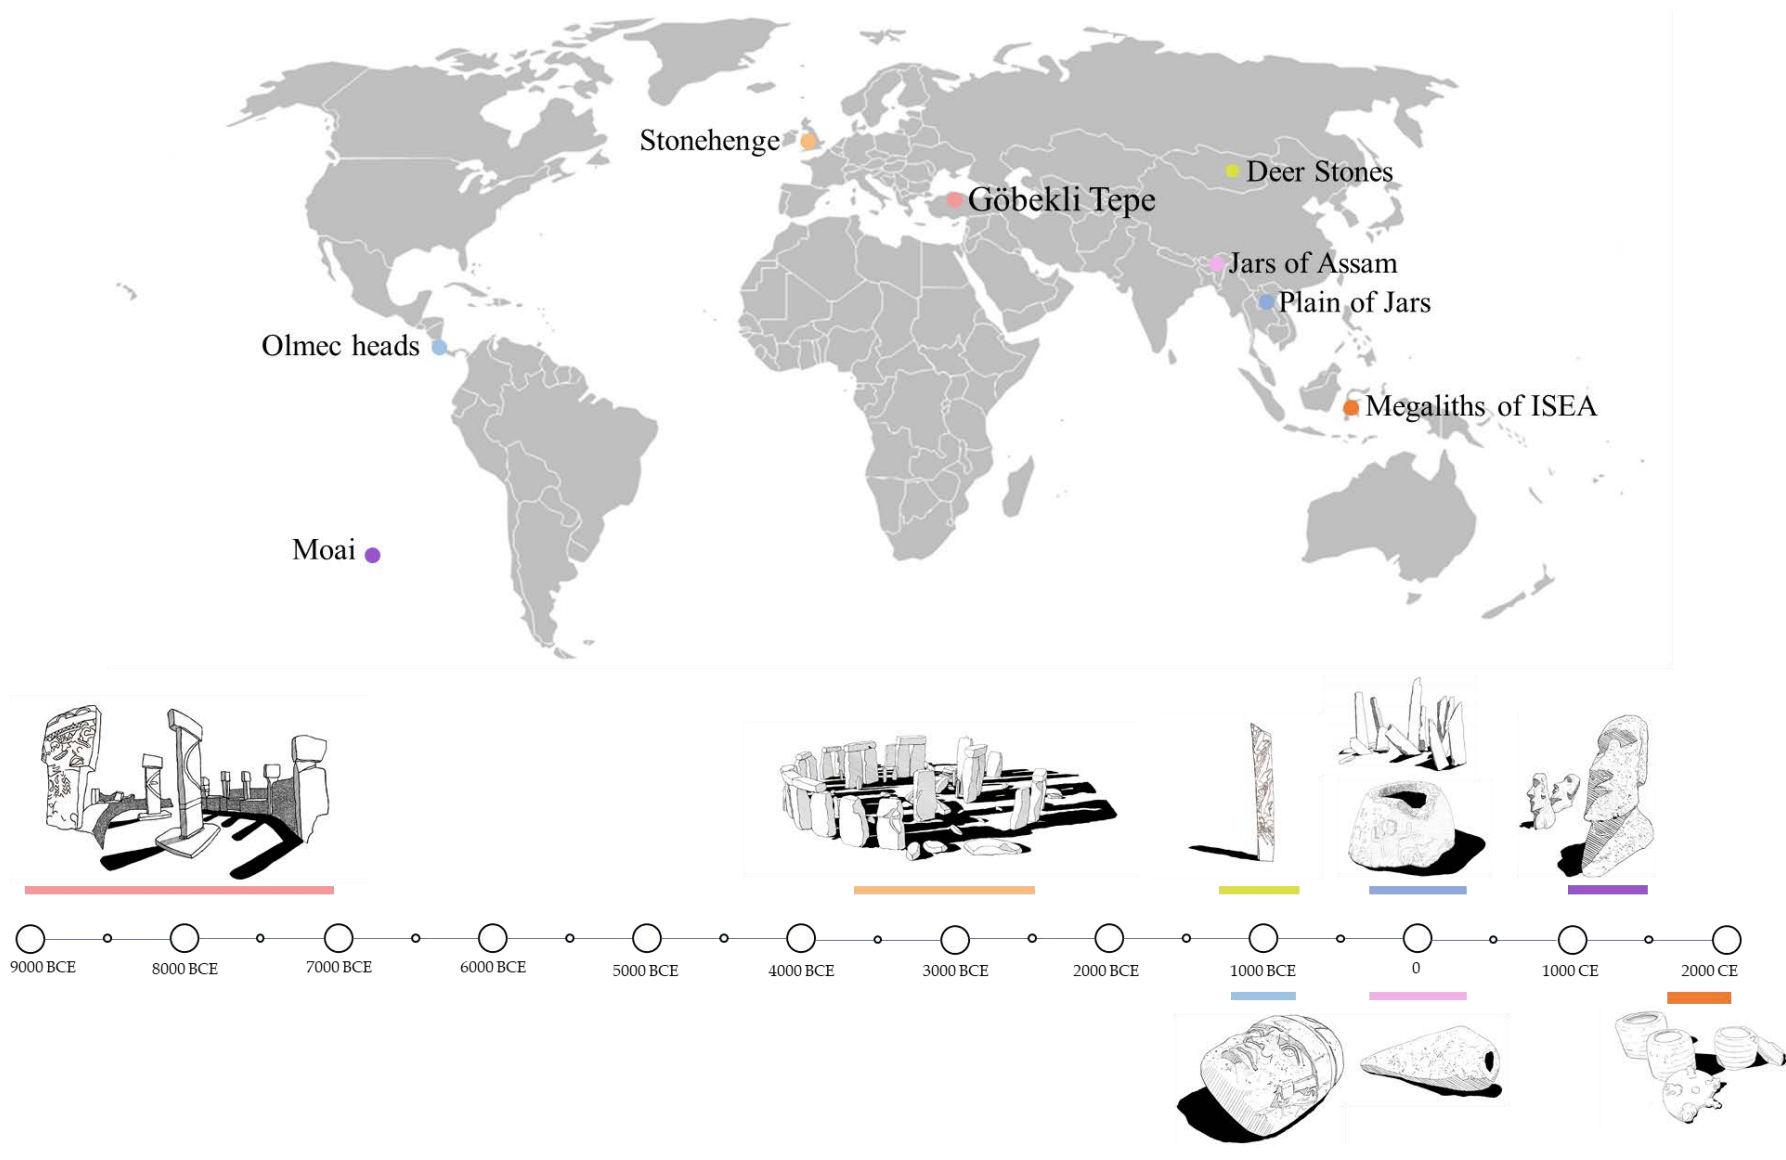 Stonehenge
Deer Stones
Göbekli Tepe
Jars of Assam
Plain of Jars
Olmec heads
Megaliths of ISEA
Moai
9000 BCE
8000 BCE
7000 BCE
6000 BCE
5000 BCE
4000 BCE
3000 BCE
2000 BCE
1000 BCE
0
1000 CE
2000 CE